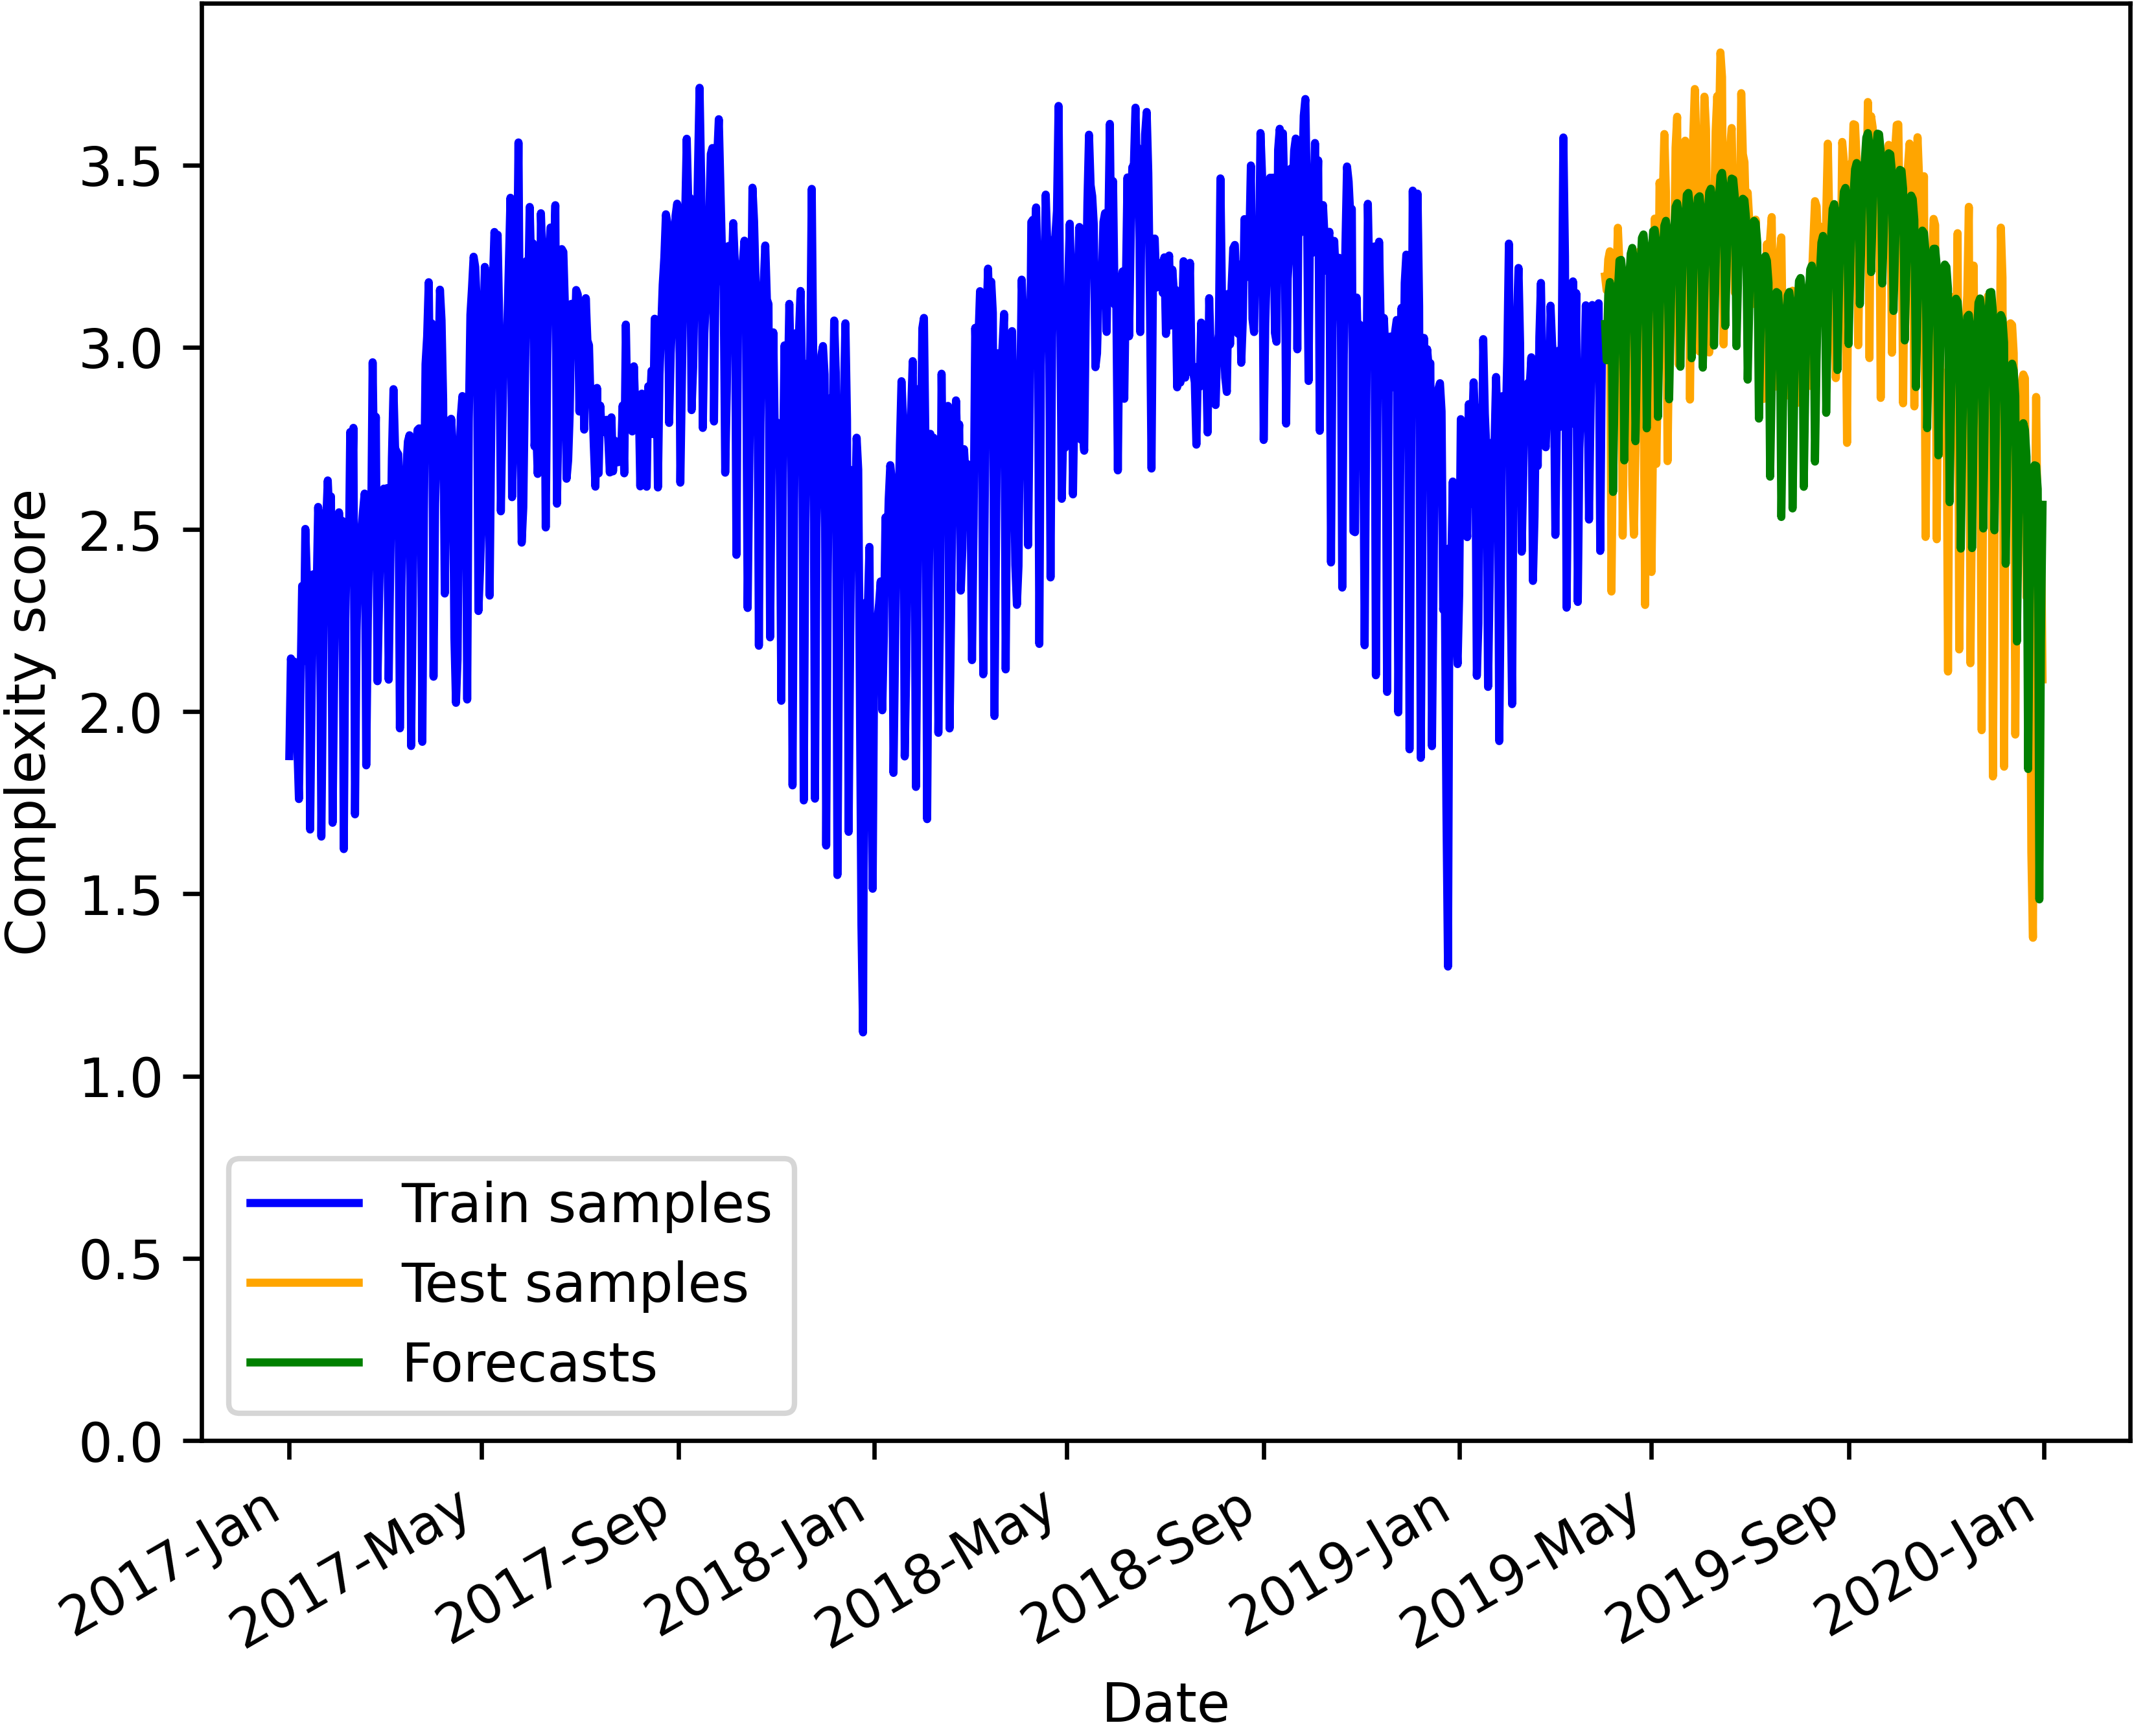 Complexity score
3.5
3.0
2.5
2.0
1.5
1.0
0.5
0.0
Train samples
Test samples
Forecasts
2017-Jan
2017-May
2017-Sep
2018-Jan
2018-May
2018-Sep
2019-Jan
2019-May
2019-Sep
2020-Jan
Date